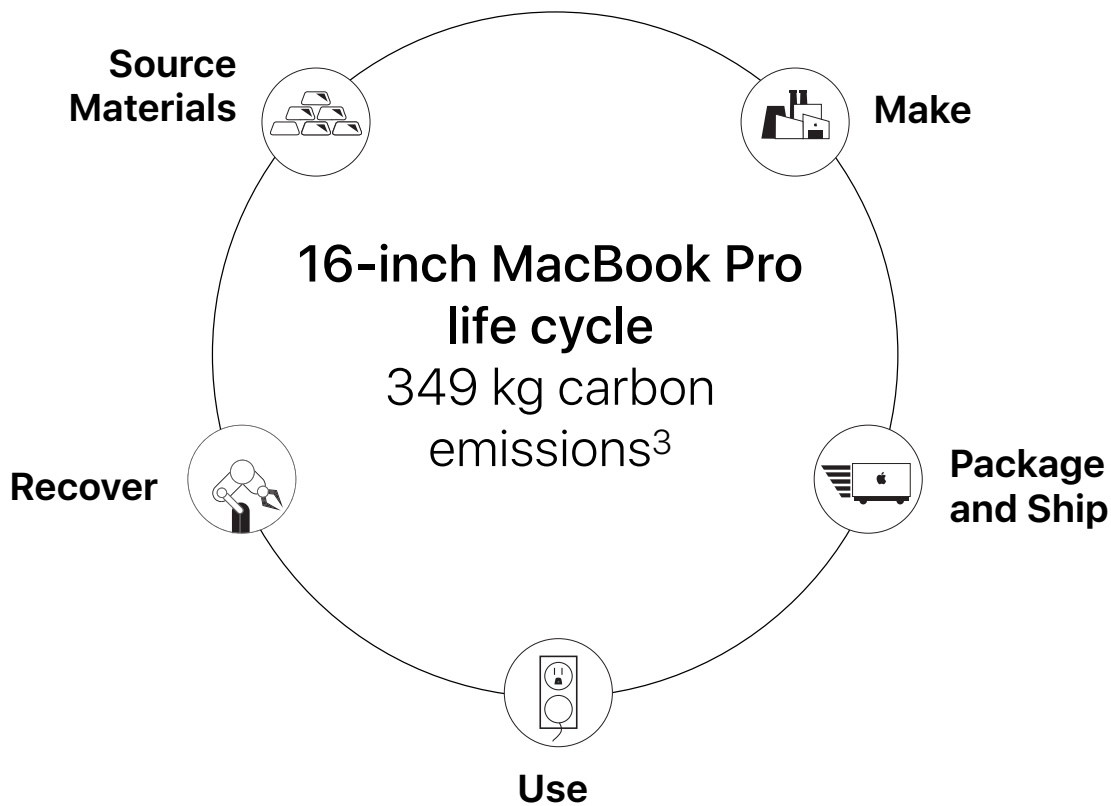 Source
Materials
Make
16-inch MacBook Pro
life cycle
349 kg carbon
emissions³
Recover
Package
and Ship
Use